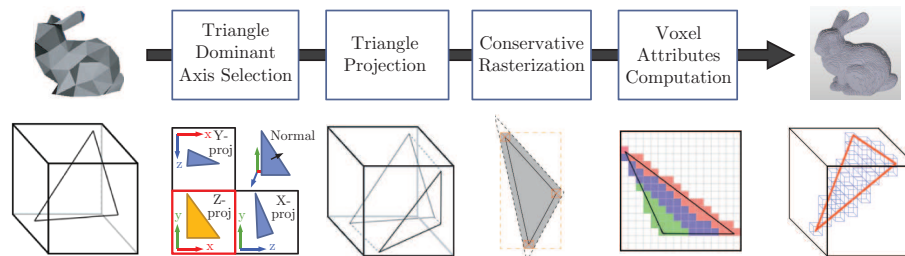 Triangle
Dominant
Axis Selection
Triangle
Projection
Conservative
Rasterization
Voxel
Attributes
Computation
x
Y-
proj
z
Normal
Z-
proj
y
x
X-
proj
y
z